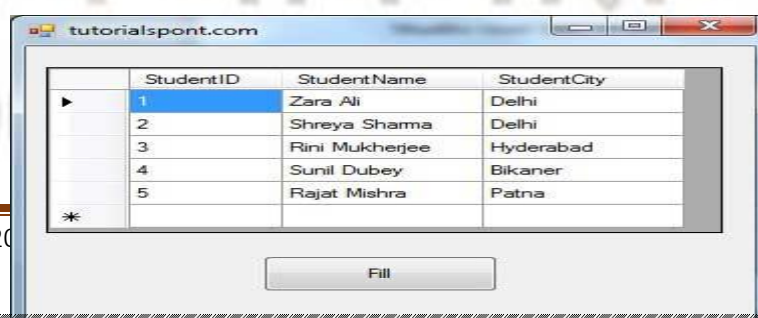 tutorialspont.com
StudentID StudentName StudentCity
1 Zara Ali Delhi
2 Shreya Sharma Delhi
3 Rini Mukherjee Hyderabad
4 Sunil Dubey Bikaner
5 Rajat Mishra Patna
Fill